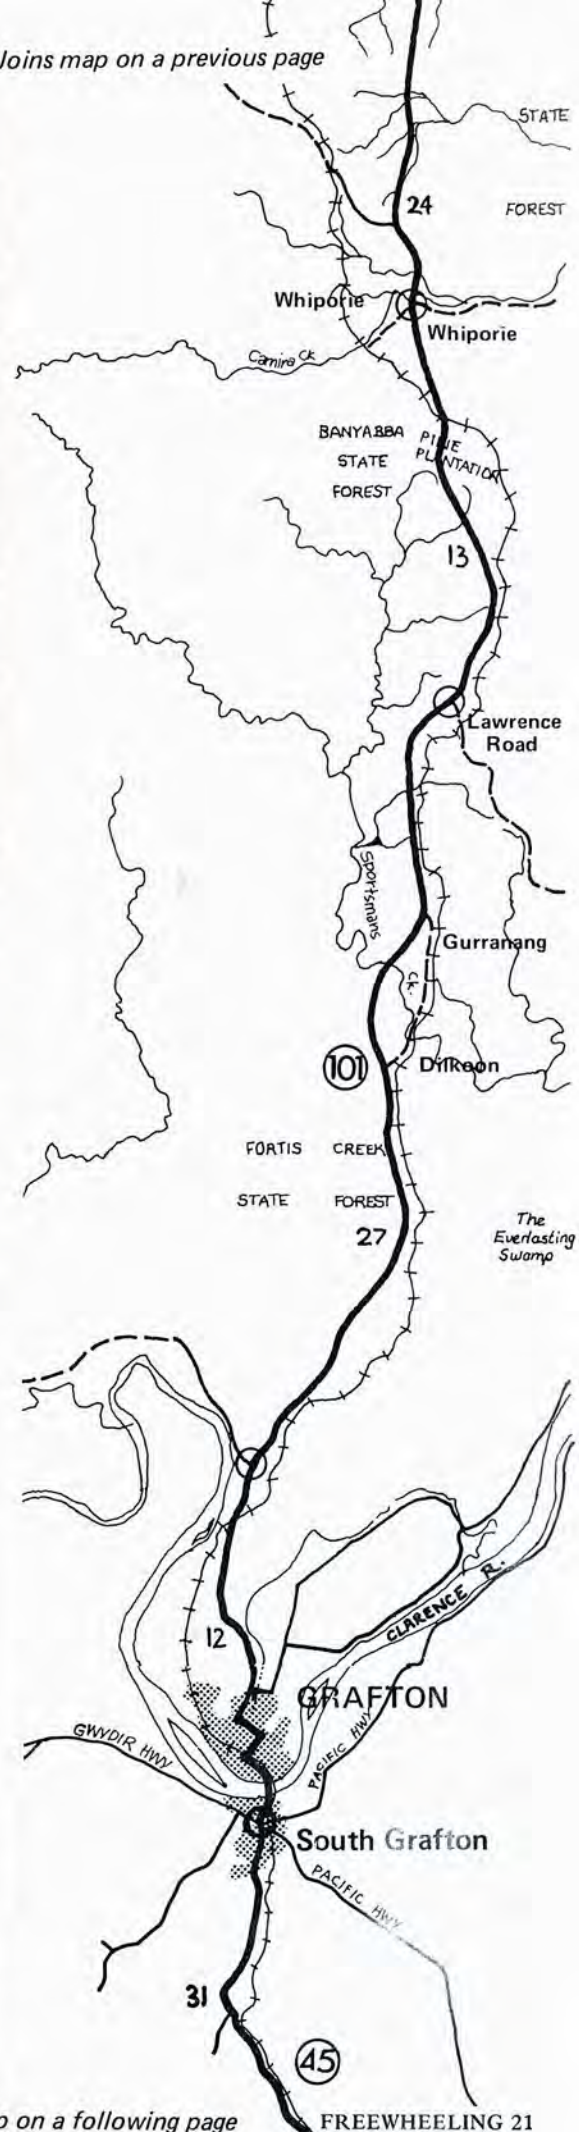 Joins map on a previous page
STATE
24
FOREST
Whiporie
Whiporie
Camira Ck
BANYABBA
STATE
FOREST
PINE
PLANTATION
13
Lawrence
Road
Sportsmans
Ck.
Gurranang
101
Dilkoon
FORTIS CREEK
STATE FOREST
27
The
Everlasting
Swamp
CLARENCE R.
12
GRAFTON
GWYDIR HWY
PACIFIC HWY
South Grafton
PACIFIC HWY
31
45
on a following page
FREEWHEELING 21